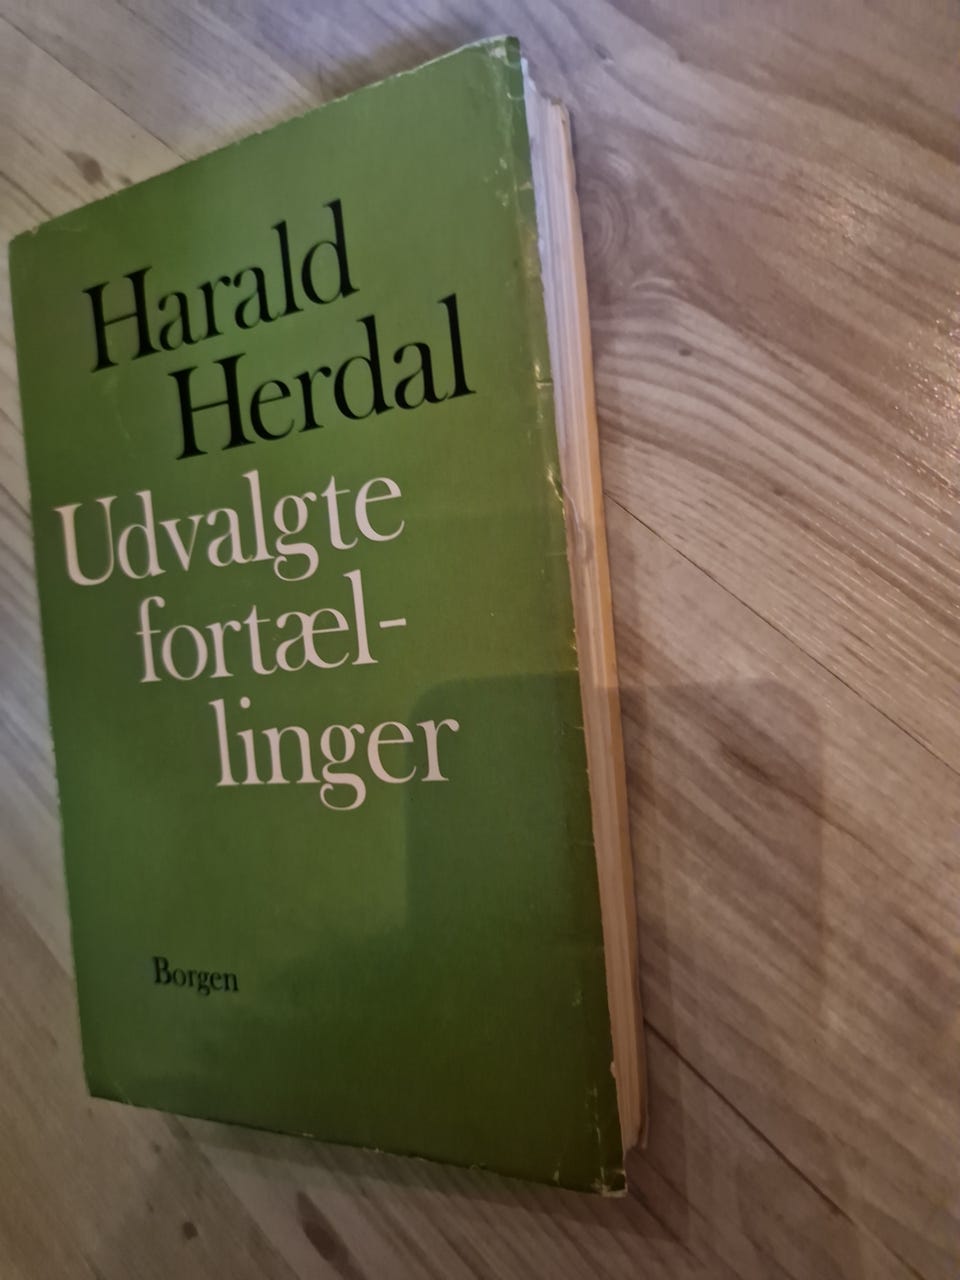 Harald
Herdal
Udvalgte
fortæl-
linger
Borgen